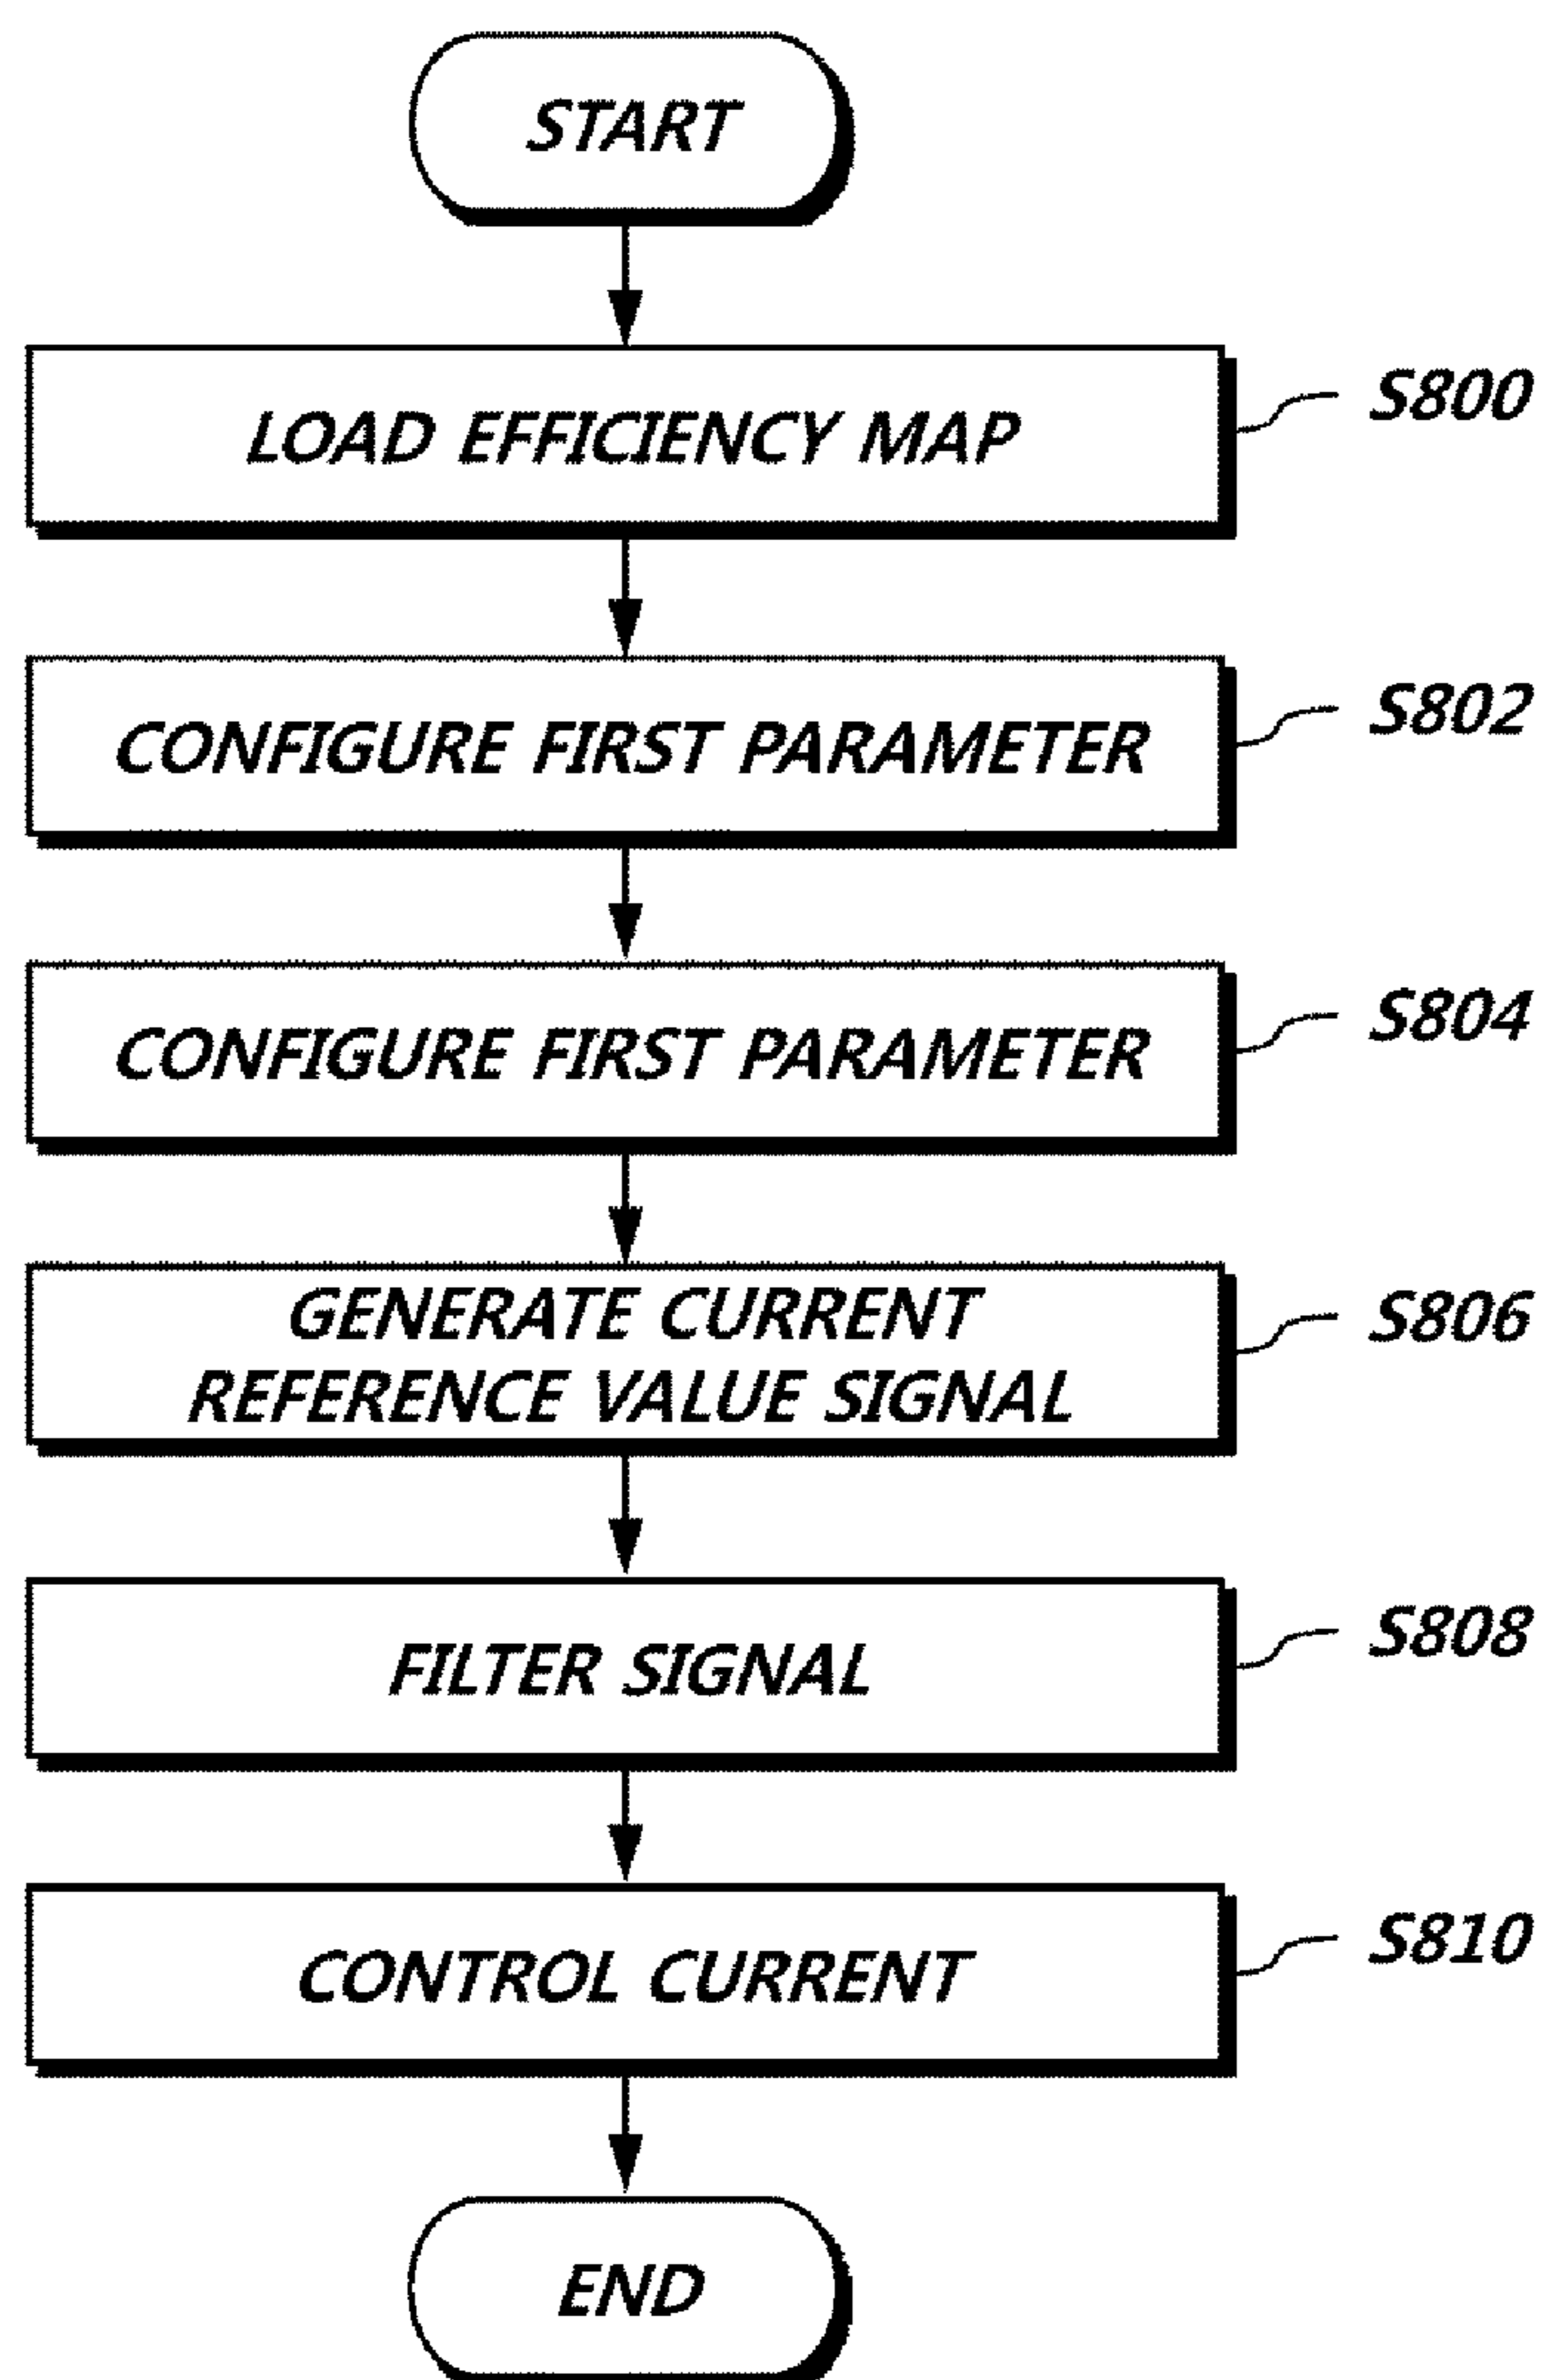 START
LOAD EFFICIENCY MAP
S800
CONFIGURE FIRST PARAMETER
S802
CONFIGURE FIRST PARAMETER
S804
GENERATE CURRENT
REFERENCE VALUE SIGNAL
S806
FILTER SIGNAL
S808
CONTROL CURRENT
S810
END